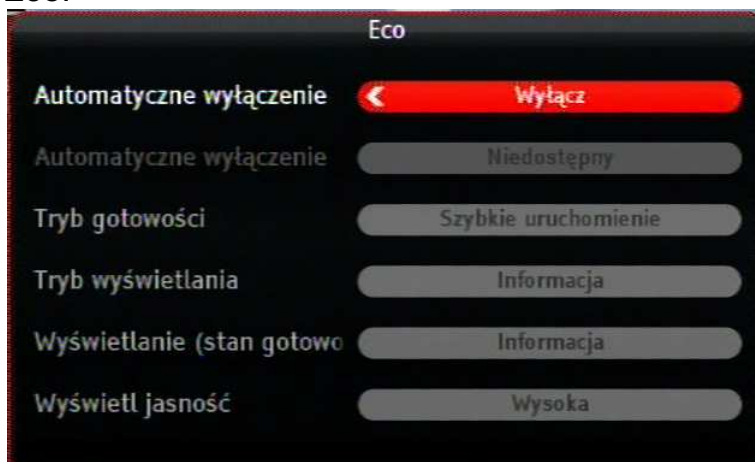 Eco
Automatyczne wyłączenie Wyłącz
Automatyczne wyłączenie Niedostępny
Tryb gotowości Szybkie uruchomienie
Tryb wyświetlania Informacja
Wyświetlanie (stan gotowo Informacja
Wyświetl jasność Wysoka